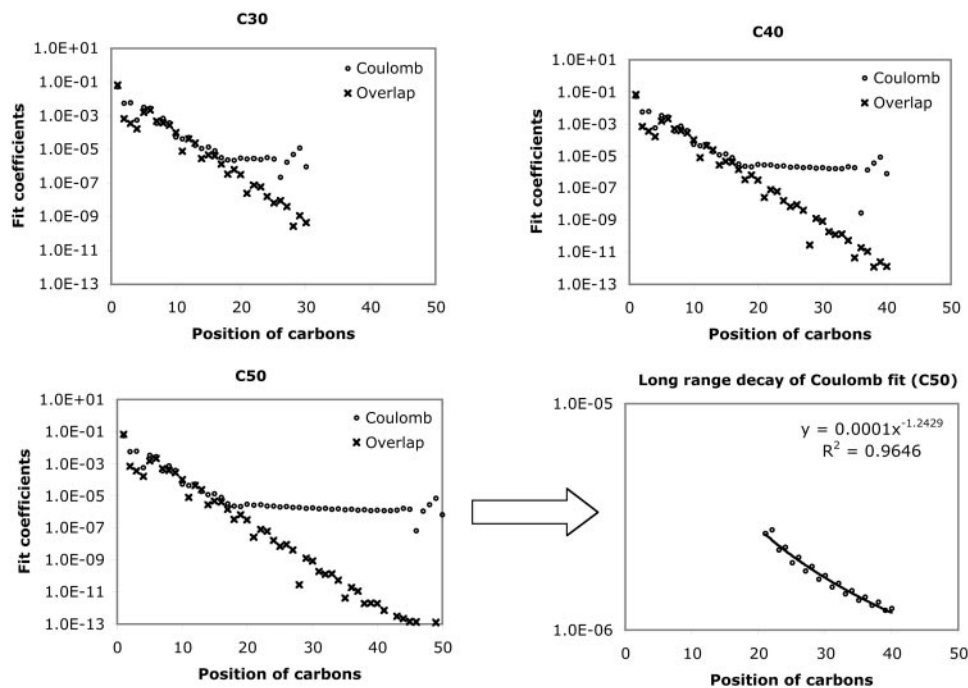 C30
1.0E+01
1.0E-01
1.0E-03
1.0E-05
1.0E-07
1.0E-09
1.0E-11
1.0E-13
Fit coefficients
Coulomb
Overlap
0 10 20 30 40 50
Position of carbons
C40
1.0E+01
1.0E-01
1.0E-03
1.0E-05
1.0E-07
1.0E-09
1.0E-11
1.0E-13
Fit coefficients
Coulomb
Overlap
0 10 20 30 40 50
Position of carbons
C50
1.0E+01
1.0E-01
1.0E-03
1.0E-05
1.0E-07
1.0E-09
1.0E-11
1.0E-13
Fit coefficients
Coulomb
Overlap
0 10 20 30 40 50
Position of carbons
Long range decay of Coulomb fit (C50)
1.0E-05
1.0E-06
y = 0.0001x^-1.2429
R² = 0.9646
0 10 20 30 40 50
Position of carbons